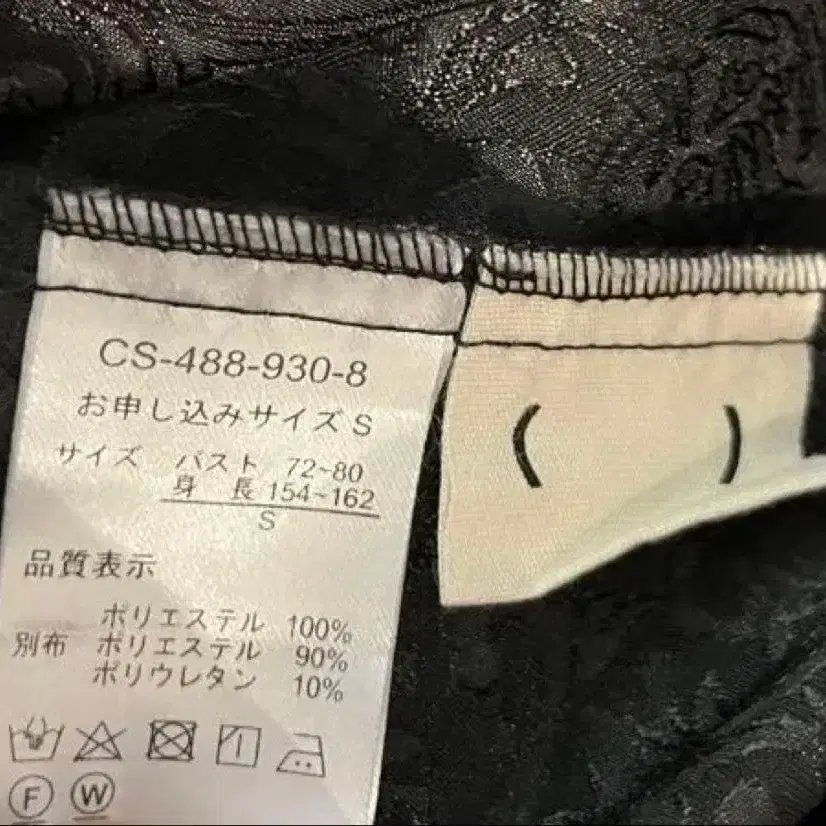 CS-488-930-8
お申し込みサイズ S
サイズ バスト 72~80
身 長 154~162
S
( )
品質表示
ポリエステル 100%
別布 ポリエステル 90%
ポリウレタン 10%
F W